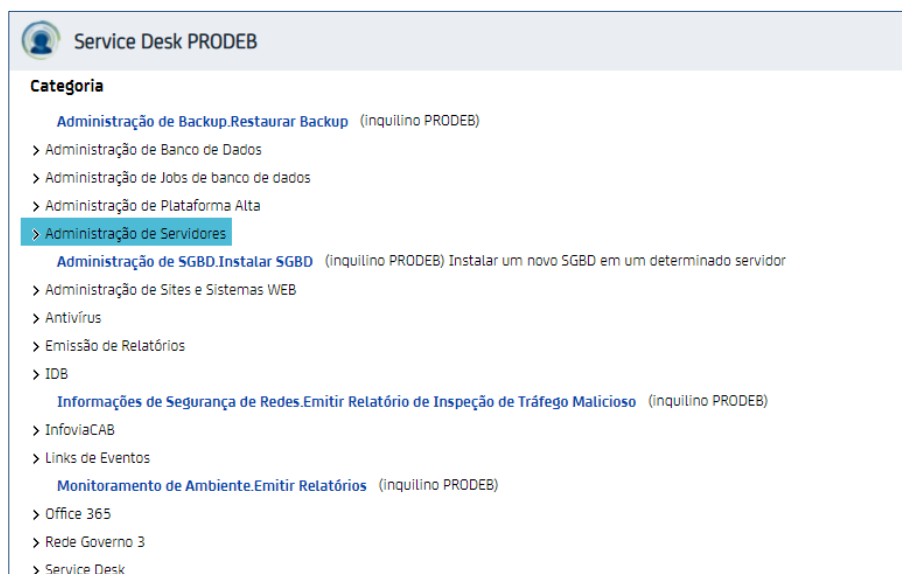 Service Desk PRODEB
Categoria
Administração de Backup.Restaurar Backup (inquilino PRODEB)
Administração de Banco de Dados
Administração de Jobs de banco de dados
Administração de Plataforma Alta
Administração de Servidores
Administração de SGBD.Instalar SGBD (inquilino PRODEB) Instalar um novo SGBD em um determinado servidor
Administração de Sites e Sistemas WEB
Antivírus
Emissão de Relatórios
IDB
Informações de Segurança de Redes.Emitir Relatório de Inspeção de Tráfego Malicioso (inquilino PRODEB)
InfoviaCAB
Links de Eventos
Monitoramento de Ambiente.Emitir Relatórios (inquilino PRODEB)
Office 365
Rede Governo 3
Service Desk